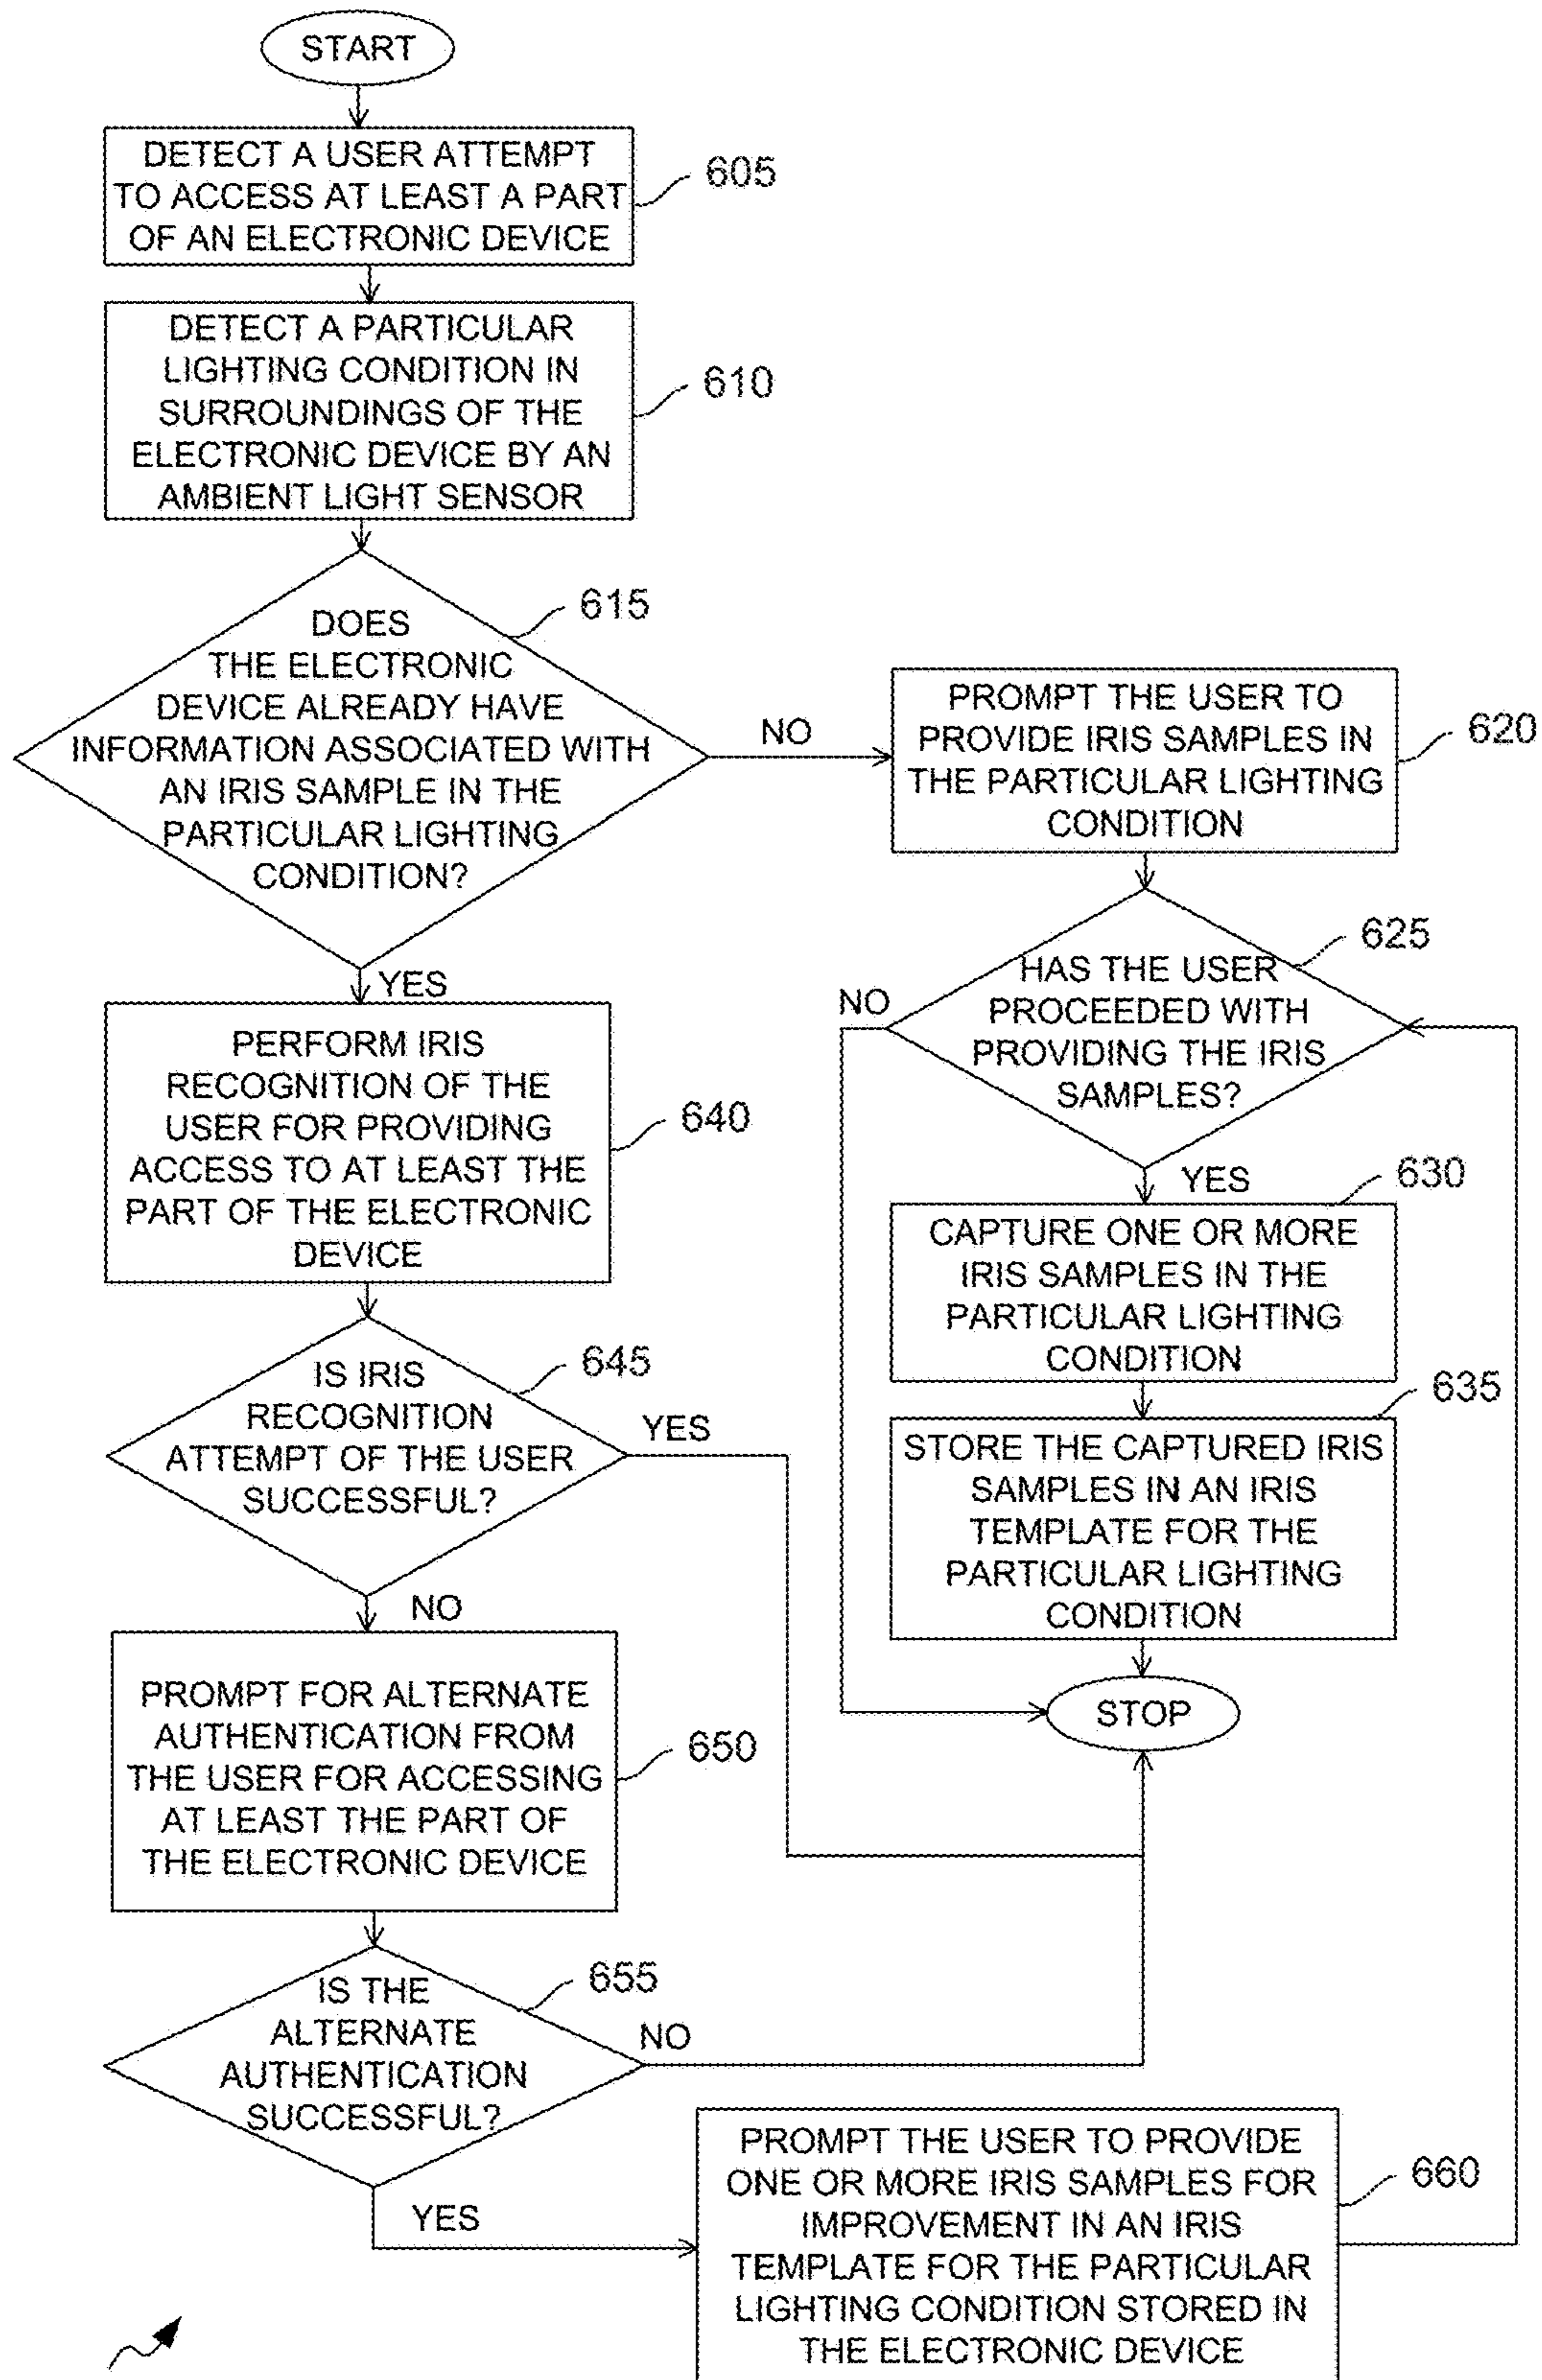 START
DETECT A USER ATTEMPT
TO ACCESS AT LEAST A PART
OF AN ELECTRONIC DEVICE
605
DETECT A PARTICULAR
LIGHTING CONDITION IN
SURROUNDINGS OF THE
ELECTRONIC DEVICE BY AN
AMBIENT LIGHT SENSOR
610
DOES
THE ELECTRONIC
DEVICE ALREADY HAVE
INFORMATION ASSOCIATED WITH
AN IRIS SAMPLE IN THE
PARTICULAR LIGHTING
CONDITION?
615
NO
PROMPT THE USER TO
PROVIDE IRIS SAMPLES IN
THE PARTICULAR LIGHTING
CONDITION
620
HAS THE USER
PROCEEDED WITH
PROVIDING THE IRIS
SAMPLES?
625
NO
YES
CAPTURE ONE OR MORE
IRIS SAMPLES IN THE
PARTICULAR LIGHTING
CONDITION
630
STORE THE CAPTURED IRIS
SAMPLES IN AN IRIS
TEMPLATE FOR THE
PARTICULAR LIGHTING
CONDITION
635
STOP
YES
PERFORM IRIS
RECOGNITION OF THE
USER FOR PROVIDING
ACCESS TO AT LEAST THE
PART OF THE ELECTRONIC
DEVICE
640
IS IRIS
RECOGNITION
ATTEMPT OF THE USER
SUCCESSFUL?
645
YES
NO
PROMPT FOR ALTERNATE
AUTHENTICATION FROM
THE USER FOR ACCESSING
AT LEAST THE PART OF
THE ELECTRONIC DEVICE
650
IS THE
ALTERNATE
AUTHENTICATION
SUCCESSFUL?
655
NO
YES
PROMPT THE USER TO PROVIDE
ONE OR MORE IRIS SAMPLES FOR
IMPROVEMENT IN AN IRIS
TEMPLATE FOR THE PARTICULAR
LIGHTING CONDITION STORED IN
THE ELECTRONIC DEVICE
660